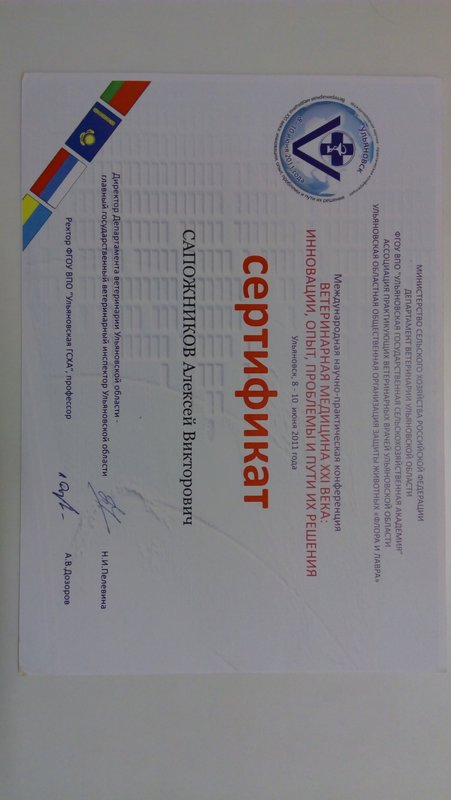 МИНИСТЕРСТВО СЕЛЬСКОГО ХОЗЯЙСТВА РОССИЙСКОЙ ФЕДЕРАЦИИ
ДЕПАРТАМЕНТ ВЕТЕРИНАРИИ УЛЬЯНОВСКОЙ ОБЛАСТИ
ФГОУ ВПО "УЛЬЯНОВСКАЯ ГОСУДАРСТВЕННАЯ СЕЛЬСКОХОЗЯЙСТВЕННАЯ АКАДЕМИЯ"
АССОЦИАЦИЯ ПРАКТИКУЮЩИХ ВЕТЕРИНАРНЫХ ВРАЧЕЙ УЛЬЯНОВСКОЙ ОБЛАСТИ
УЛЬЯНОВСКАЯ ОБЛАСТНАЯ ОБЩЕСТВЕННАЯ ОРГАНИЗАЦИЯ ЗАЩИТЫ ЖИВОТНЫХ «ФЛОРА И ЛАВРА»
Ульяновск
Международная научно-практическая конференция
ВЕТЕРИНАРНАЯ МЕДИЦИНА XXI ВЕКА:
ИННОВАЦИИ, ОПЫТ, ПРОБЛЕМЫ И ПУТИ ИХ РЕШЕНИЯ
Ульяновск, 8 - 10 июня 2011 года
сертификат
САПОЖНИКОВ Алексей Викторович
Директор Департамента ветеринарии Ульяновской области -
главный государственный ветеринарный инспектор Ульяновской области Н.И.Пелевина
Ректор ФГОУ ВПО "Ульяновская ГСХА", профессор А.В.Дозоров